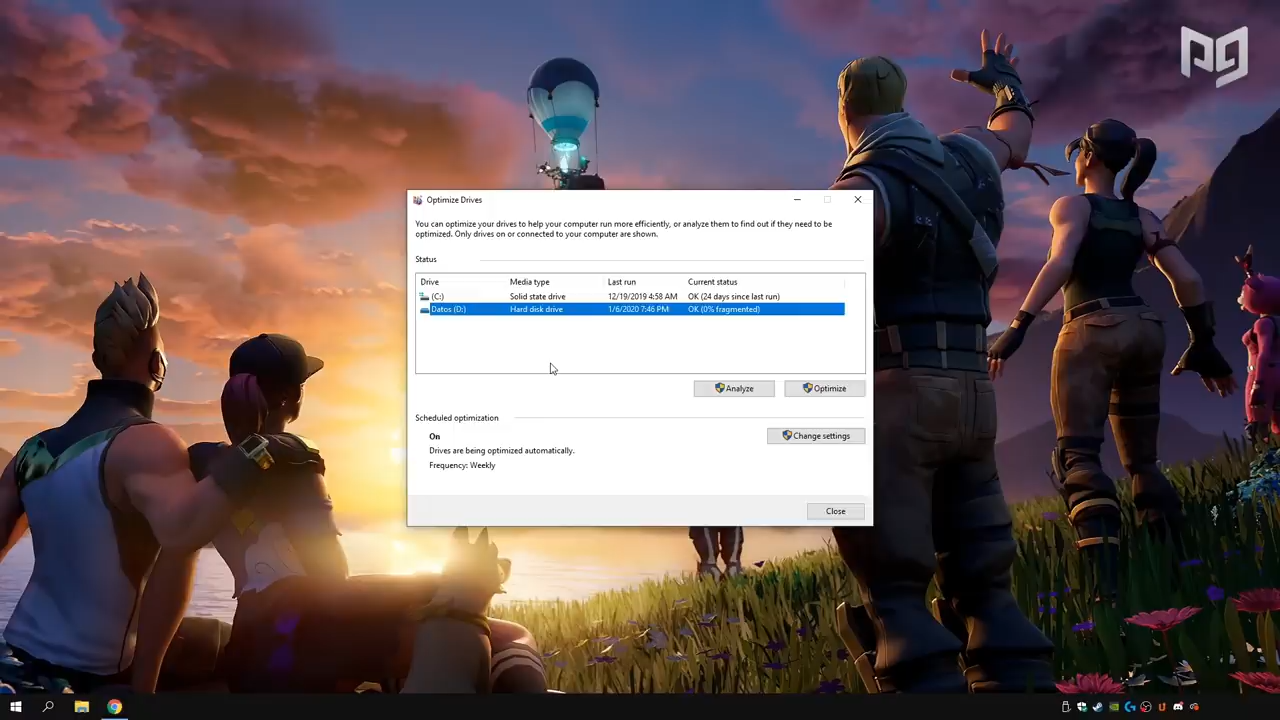 Optimize Drives
You can optimize your drives to help your computer run more efficiently, or analyze them to find out if they need to be
optimized. Only drives on or connected to your computer are shown.
Status
Drive Media type Last run Current status
(C:) Solid state drive 12/19/2019 4:58 AM OK (24 days since last run)
Datos (D:) Hard disk drive 1/6/2020 7:46 PM OK (0% fragmented)
Analyze Optimize
Scheduled optimization
On Change settings
Drives are being optimized automatically.
Frequency: Weekly
Close